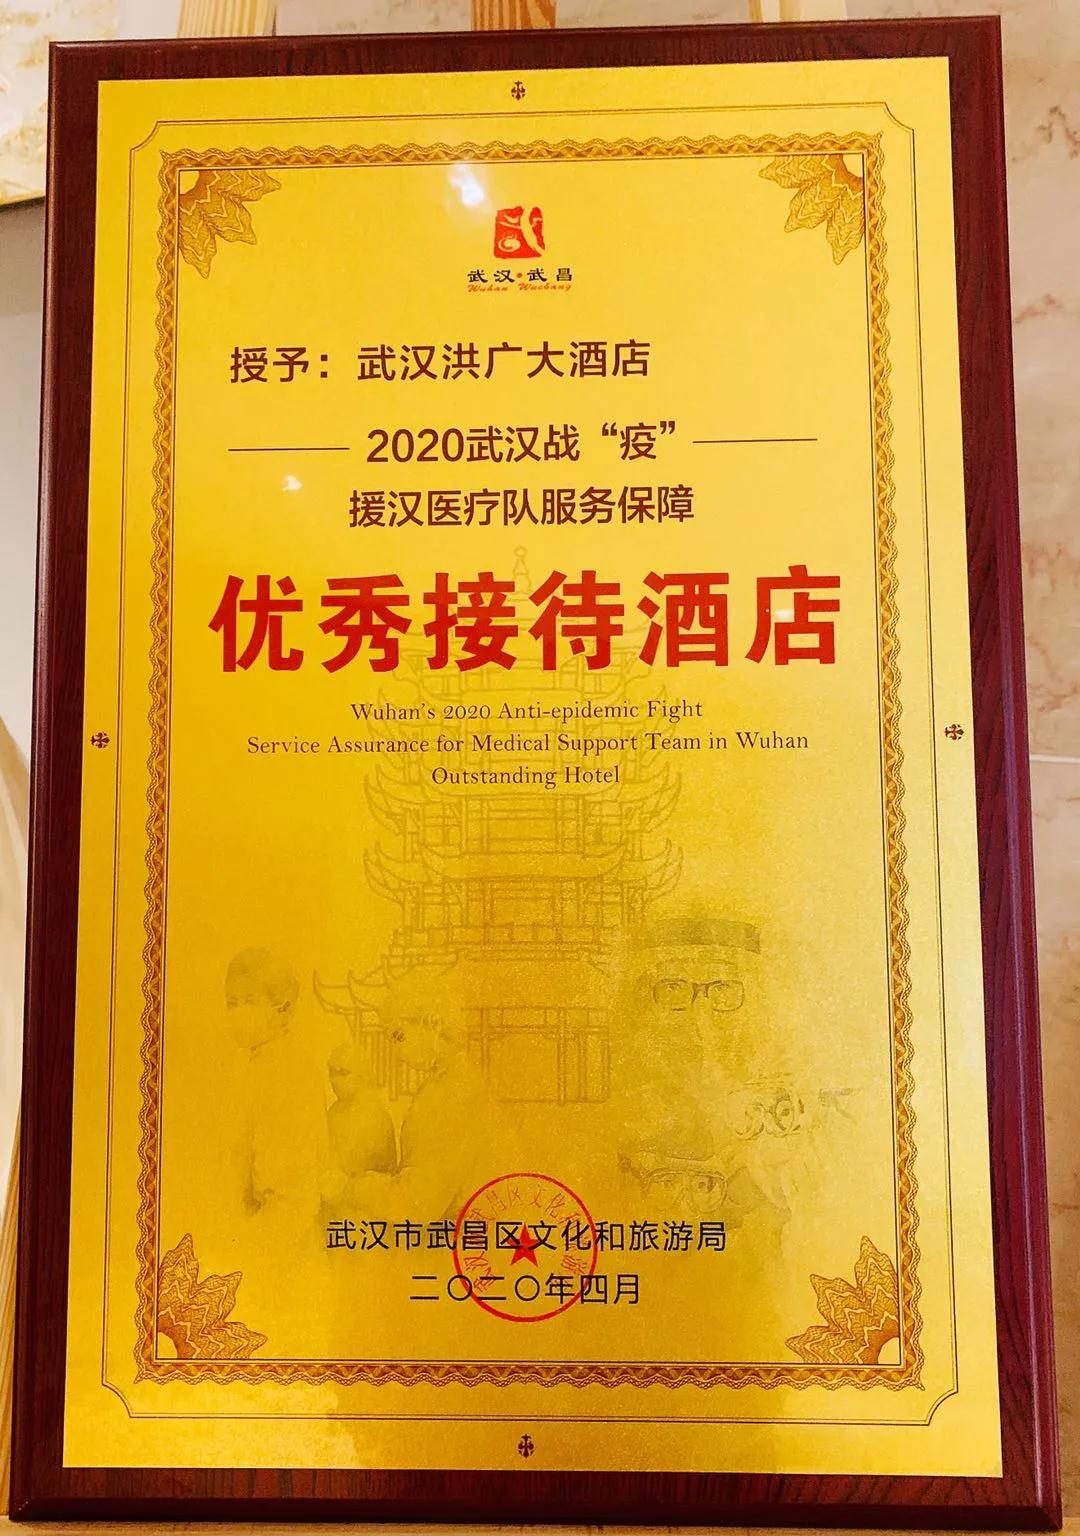 武汉·武昌
Wuhan Wuchang
授予：武汉洪广大酒店
2020武汉战“疫”
援汉医疗队服务保障
优秀接待酒店
Wuhan's 2020 Anti-epidemic Fight
Service Assurance for Medical Support Team in Wuhan
Outstanding Hotel
武汉市武昌区文化和旅游局
二〇二〇年四月